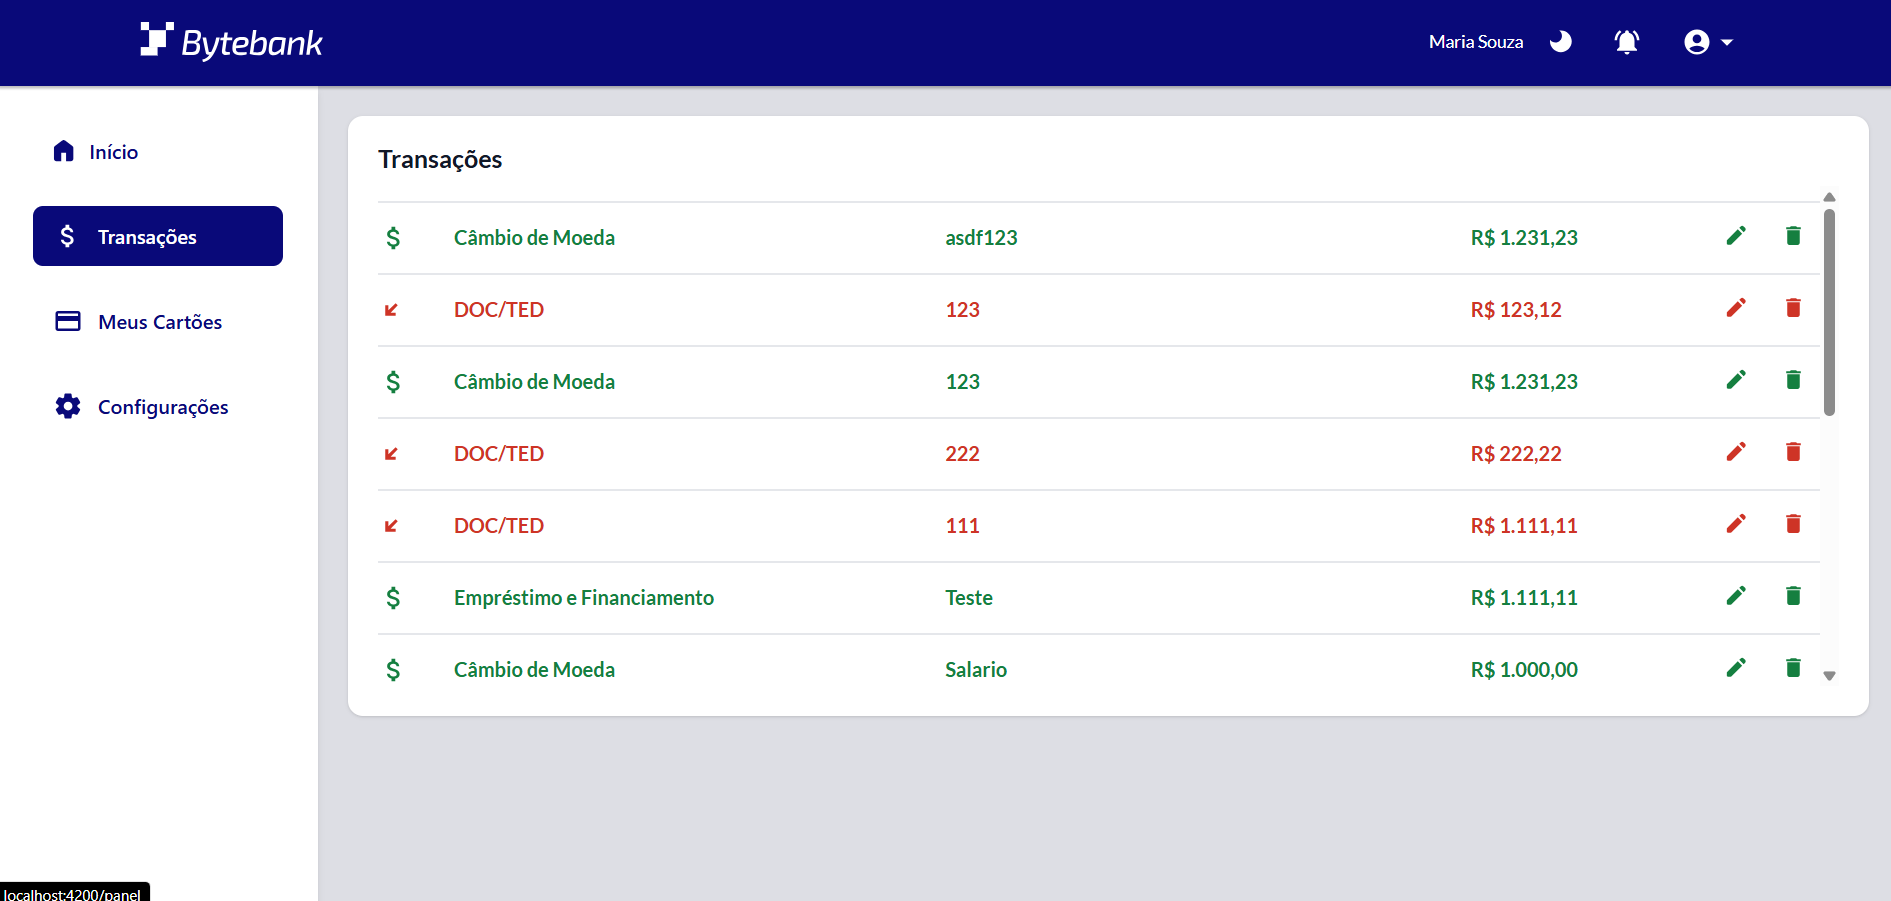 Bytebank
Maria Souza
Início
Transações
Meus Cartões
Configurações
Transações
Câmbio de Moeda asdf123 R$ 1.231,23
DOC/TED 123 R$ 123,12
Câmbio de Moeda 123 R$ 1.231,23
DOC/TED 222 R$ 222,22
DOC/TED 111 R$ 1.111,11
Empréstimo e Financiamento Teste R$ 1.111,11
Câmbio de Moeda Salario R$ 1.000,00
localhost:4200/panel